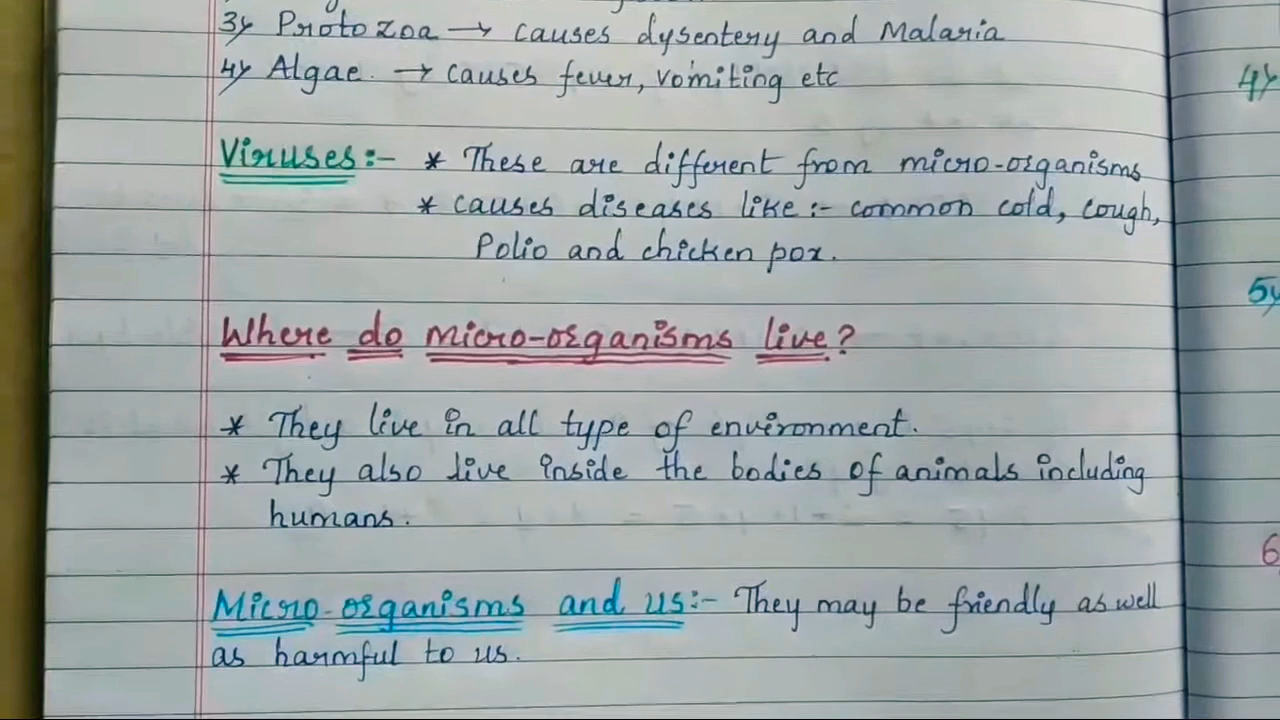 3) Protozoa → causes dysentery and Malaria
4) Algae. → causes fever, vomiting etc
4)
Viruses:- * These are different from micro-organisms
* causes diseases like:- common cold, cough,
Polio and chicken pox.
5)
Where do micro-organisms live?
* They live in all type of environment.
* They also live inside the bodies of animals including
humans.
6
Micro-organisms and us:- They may be friendly as well
as harmful to us.